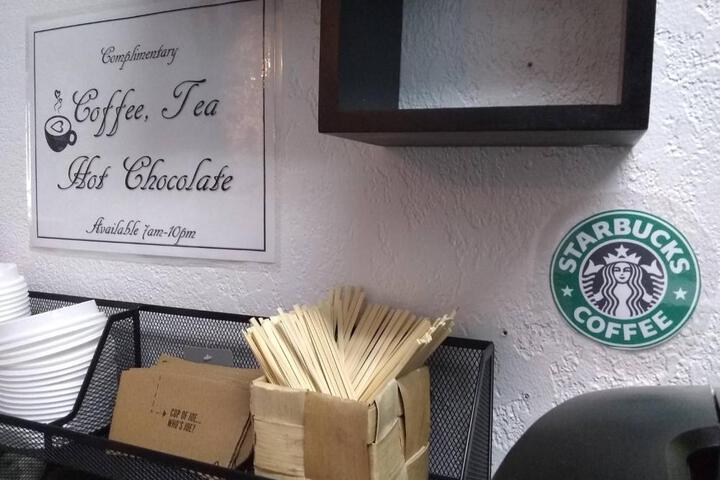 Complimentary
Coffee, Tea
Hot Chocolate
Available 7am-10pm
STARBUCKS
COFFEE
CUP OF JOE...
WHO'S JOE?